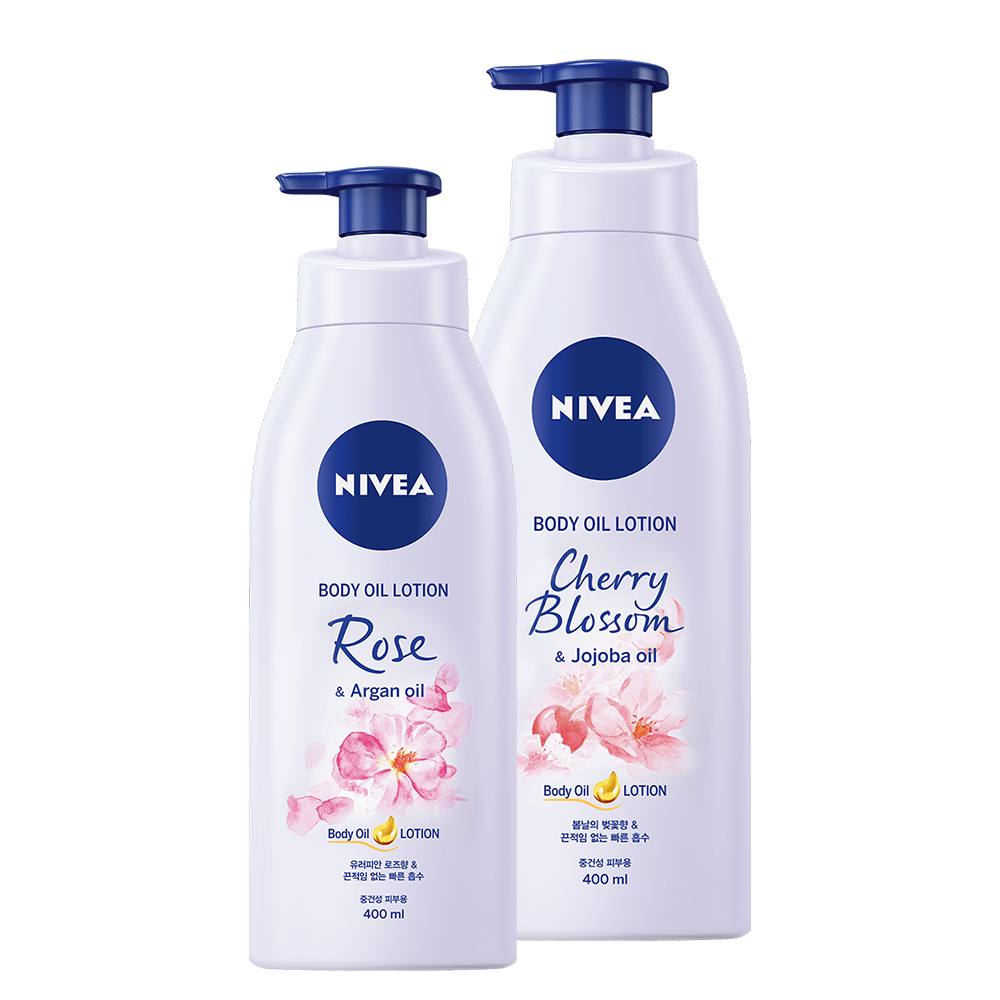 NIVEA
BODY OIL LOTION
Rose
& Argan oil
Body Oil LOTION
유러피안 로즈향 &
끈적임 없는 빠른 흡수
중건성 피부용
400 ml
NIVEA
BODY OIL LOTION
Cherry
Blossom
& Jojoba oil
Body Oil LOTION
봄날의 벚꽃향 &
끈적임 없는 빠른 흡수
중건성 피부용
400 ml